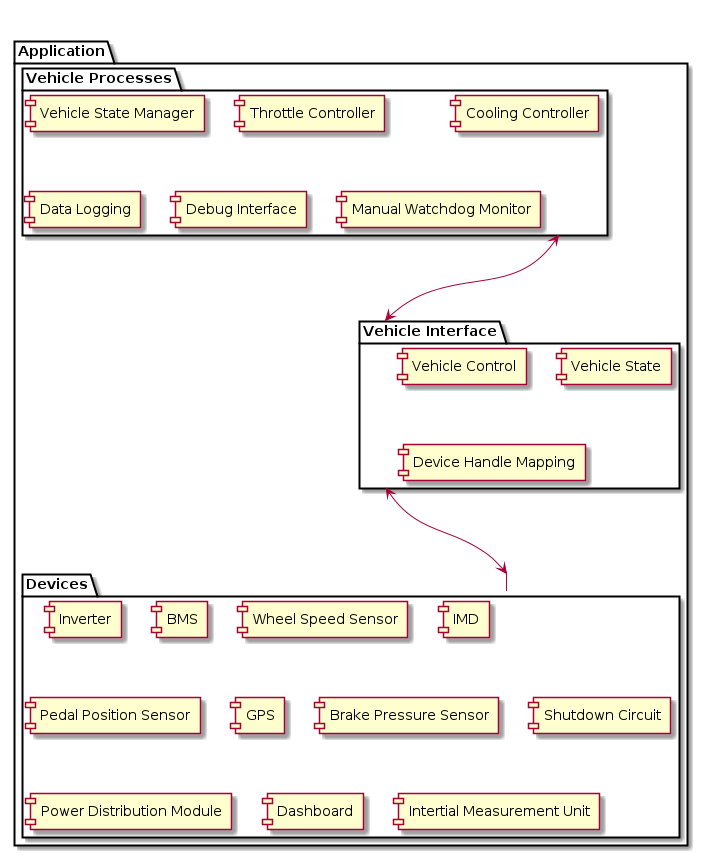 Application
Vehicle Processes
Vehicle State Manager
Throttle Controller
Cooling Controller
Data Logging
Debug Interface
Manual Watchdog Monitor
Vehicle Interface
Vehicle Control
Vehicle State
Device Handle Mapping
Devices
Inverter
BMS
Wheel Speed Sensor
IMD
Pedal Position Sensor
GPS
Brake Pressure Sensor
Shutdown Circuit
Power Distribution Module
Dashboard
Intertial Measurement Unit